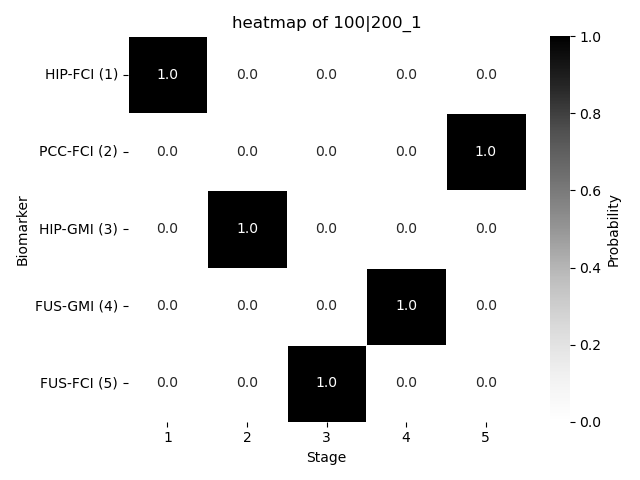 heatmap of 100|200_1
HIP-FCI (1) 1.0 0.0 0.0 0.0 0.0
PCC-FCI (2) 0.0 0.0 0.0 0.0 1.0
HIP-GMI (3) 0.0 1.0 0.0 0.0 0.0
FUS-GMI (4) 0.0 0.0 0.0 1.0 0.0
FUS-FCI (5) 0.0 0.0 1.0 0.0 0.0
1 2 3 4 5
Stage
Biomarker
1.0
0.8
0.6
0.4
0.2
0.0
Probability